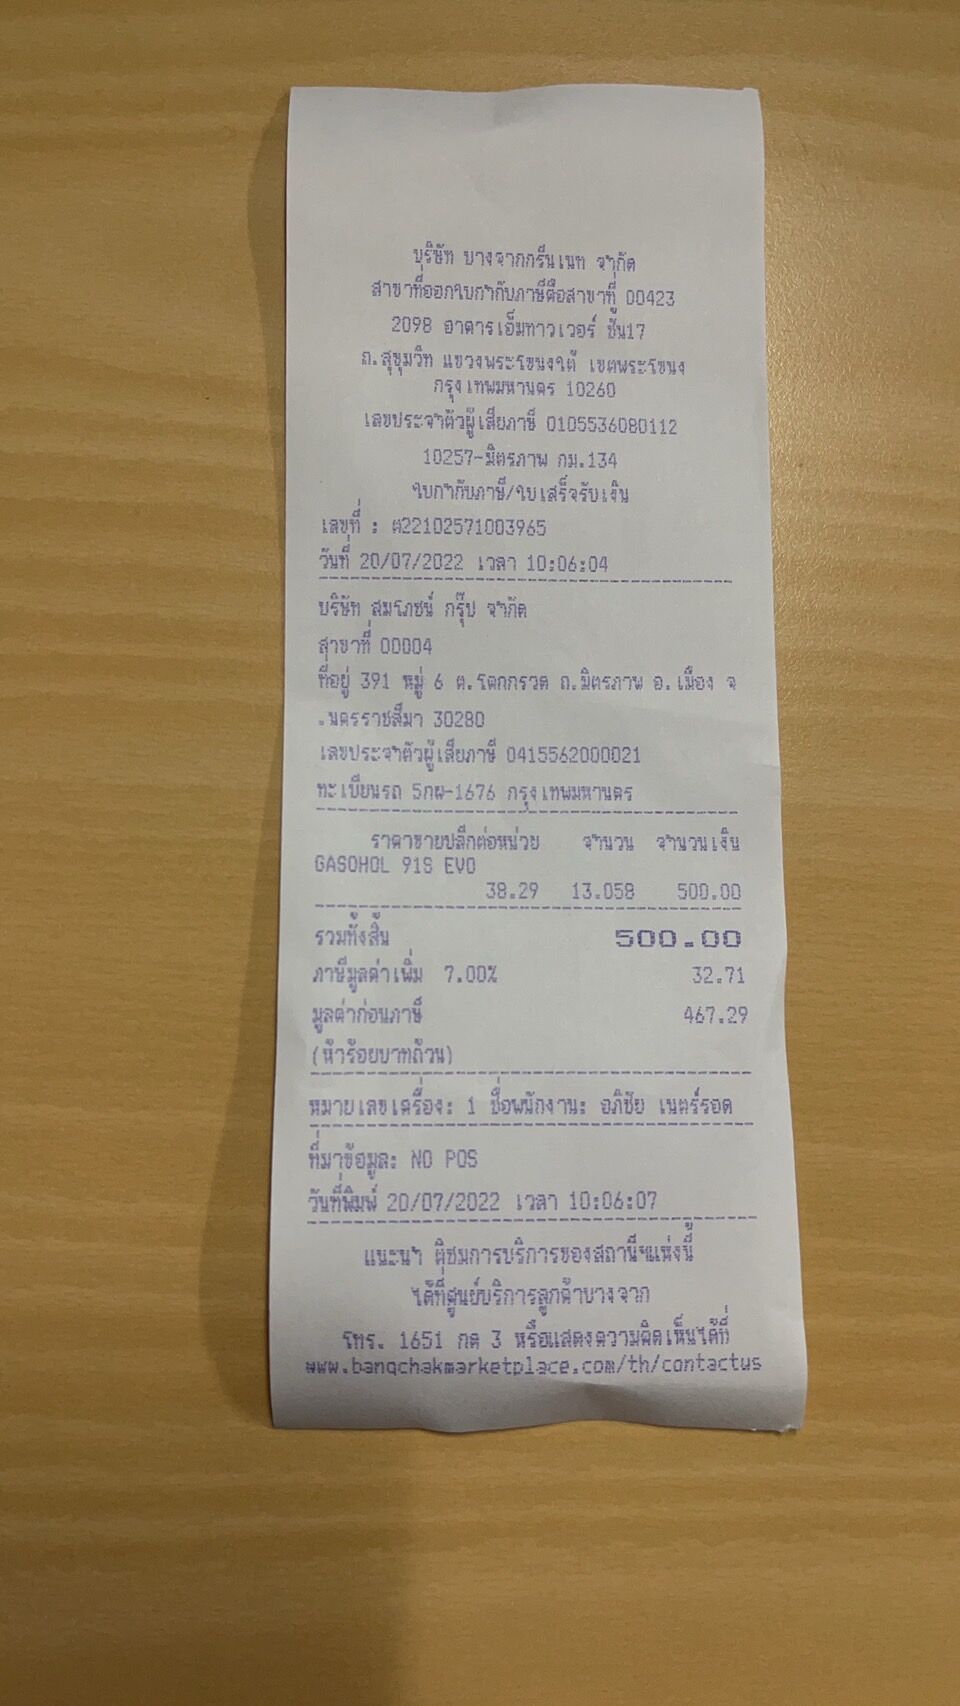 บริษัท บางจากกรีนเนท จำกัด
สาขาที่ออกใบกำกับภาษีคือสาขาที่ 00423
2098 อาคารเอ็มทาวเวอร์ ชั้น17
ถ.สุขุมวิท แขวงพระโขนงใต้ เขตพระโขนง
กรุงเทพมหานคร 10260
เลขประจำตัวผู้เสียภาษี 0105536080112
10257-มิตรภาพ กม.134
ใบกำกับภาษี/ใบเสร็จรับเงิน
เลขที่ : ต22102571003965
วันที่ 20/07/2022 เวลา 10:06:04
บริษัท สมโภชน์ กรุ๊ป จำกัด
สาขาที่ 00004
ที่อยู่ 391 หมู่ 6 ต.โคกกรวด ถ.มิตรภาพ อ.เมือง จ
.นครราชสีมา 30280
เลขประจำตัวผู้เสียภาษี 0415562000021
ทะเบียนรถ 5กผ-1676 กรุงเทพมหานคร
ราคาขายปลีกต่อหน่วย จำนวน จำนวนเงิน
GASOHOL 91S EVO
38.29 13.058 500.00
รวมทั้งสิ้น 500.00
ภาษีมูลค่าเพิ่ม 7.00% 32.71
มูลค่าก่อนภาษี 467.29
(ห้าร้อยบาทถ้วน)
หมายเลขเครื่อง: 1 ชื่อพนักงาน: อภิชัย เนตร์รอด
ที่มาข้อมูล: NO POS
วันที่พิมพ์ 20/07/2022 เวลา 10:06:07
แนะนำ ติชมการบริการของสถานีฯแห่งนี้
ได้ที่ศูนย์บริการลูกค้าบางจาก
โทร. 1651 กด 3 หรือแสดงความคิดเห็นได้ที่
www.bangchakmarketplace.com/th/contactus